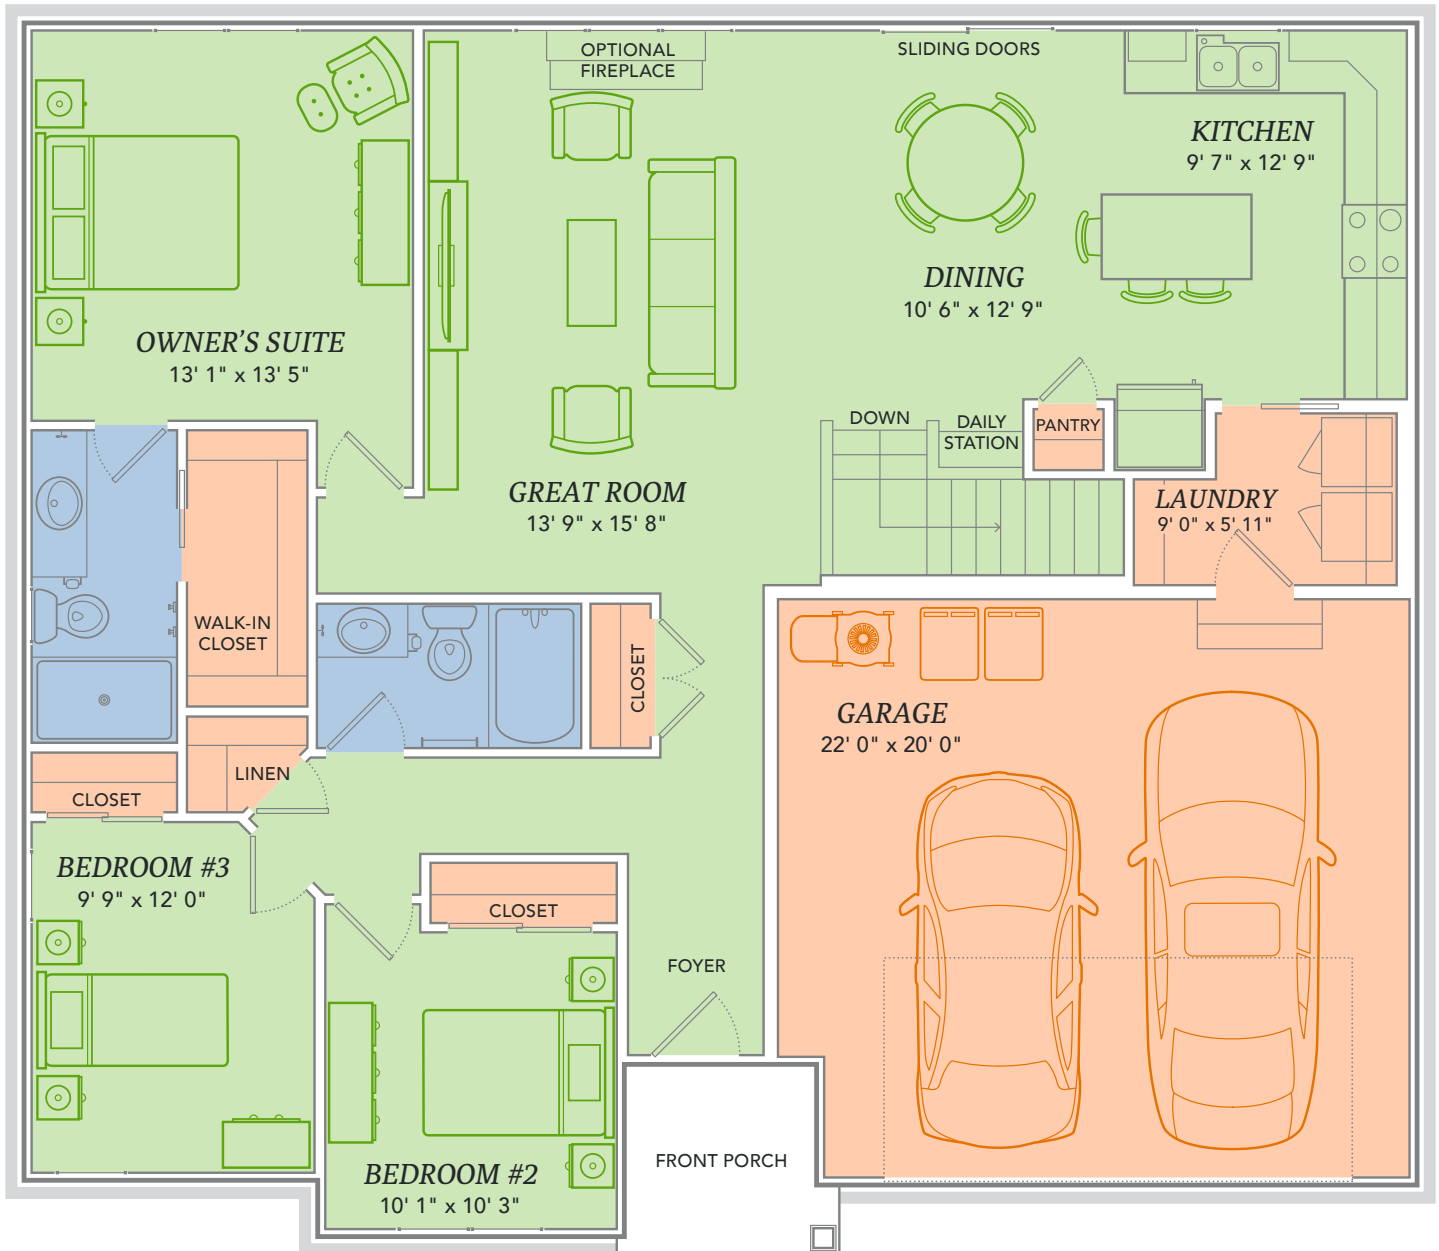 OPTIONAL
FIREPLACE
SLIDING DOORS
KITCHEN
9' 7" x 12' 9"
DINING
10' 6" x 12' 9"
OWNER’S SUITE
13' 1" x 13' 5"
DOWN
DAILY
STATION
PANTRY
GREAT ROOM
13' 9" x 15' 8"
LAUNDRY
9' 0" x 5' 11"
WALK-IN
CLOSET
CLOSET
GARAGE
22' 0" x 20' 0"
LINEN
CLOSET
BEDROOM #3
9' 9" x 12' 0"
CLOSET
FOYER
FRONT PORCH
BEDROOM #2
10' 1" x 10' 3"